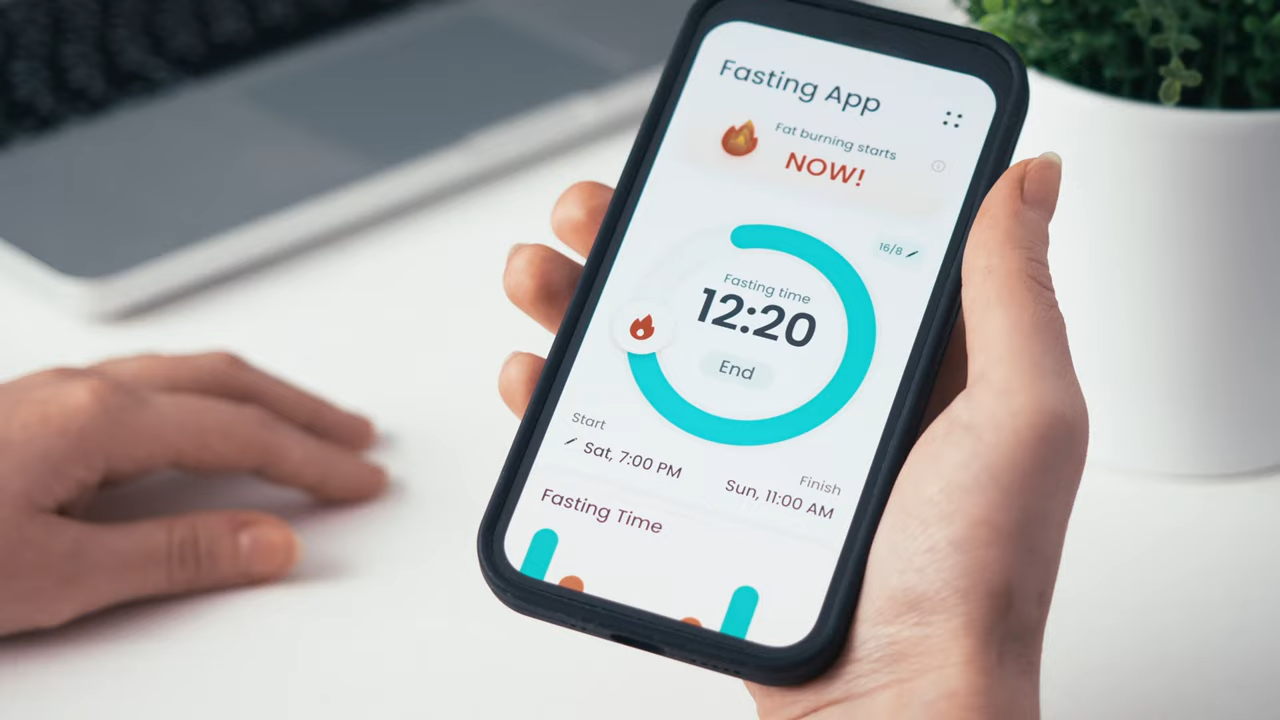 Fasting App
Fat burning starts
NOW!
16/8
Fasting time
12:20
End
Start
Sat, 7:00 PM
Finish
Sun, 11:00 AM
Fasting Time